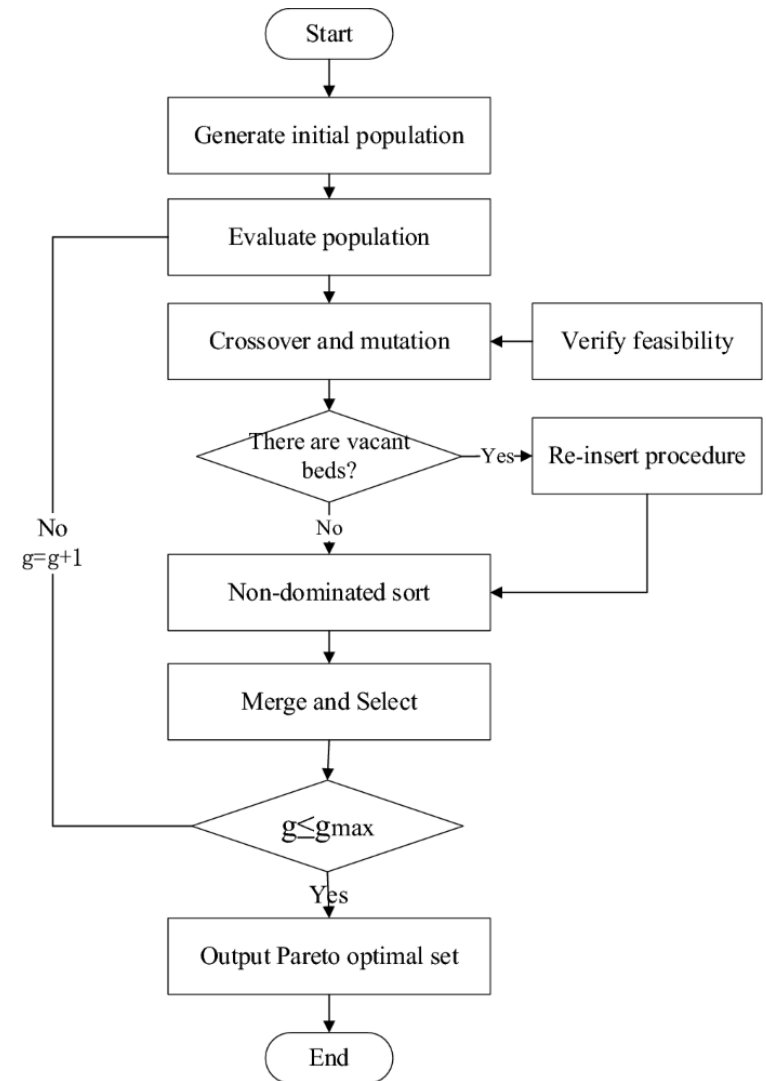 Start
Generate initial population
Evaluate population
Crossover and mutation
Verify feasibility
There are vacant
beds?
Yes
Re-insert procedure
No
No
g=g+1
Non-dominated sort
Merge and Select
g≤gmax
Yes
Output Pareto optimal set
End